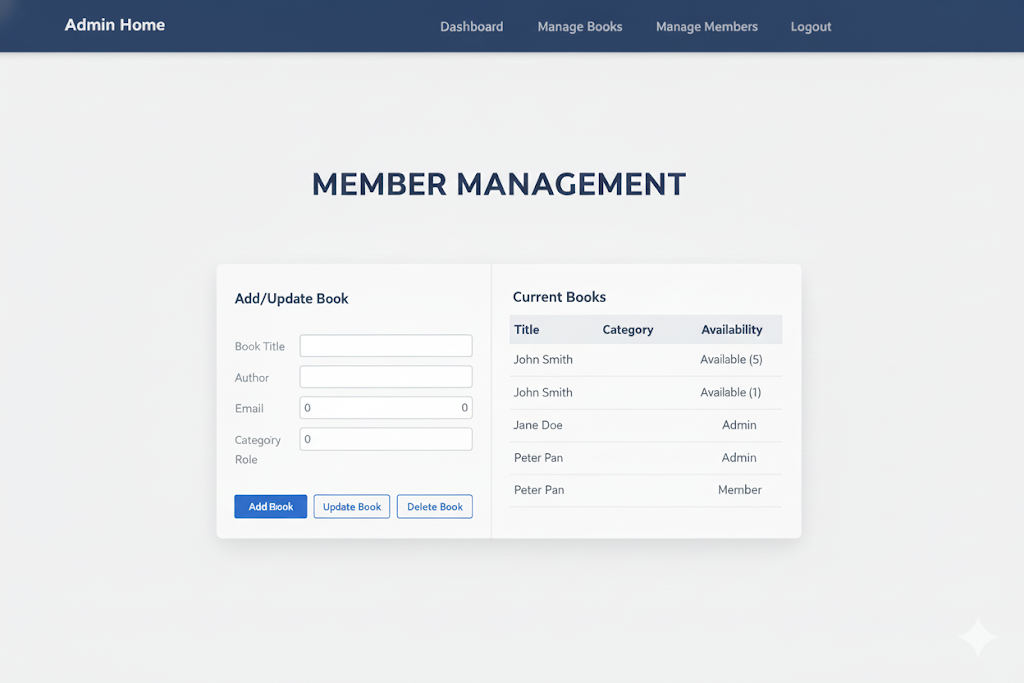 Admin Home Dashboard Manage Books Manage Members Logout
MEMBER MANAGEMENT
Add/Update Book
Book Title
Author
Email 0 0
Category 0
Role
Add Book Update Book Delete Book
Current Books
Title Category Availability
John Smith Available (5)
John Smith Available (1)
Jane Doe Admin
Peter Pan Admin
Peter Pan Member